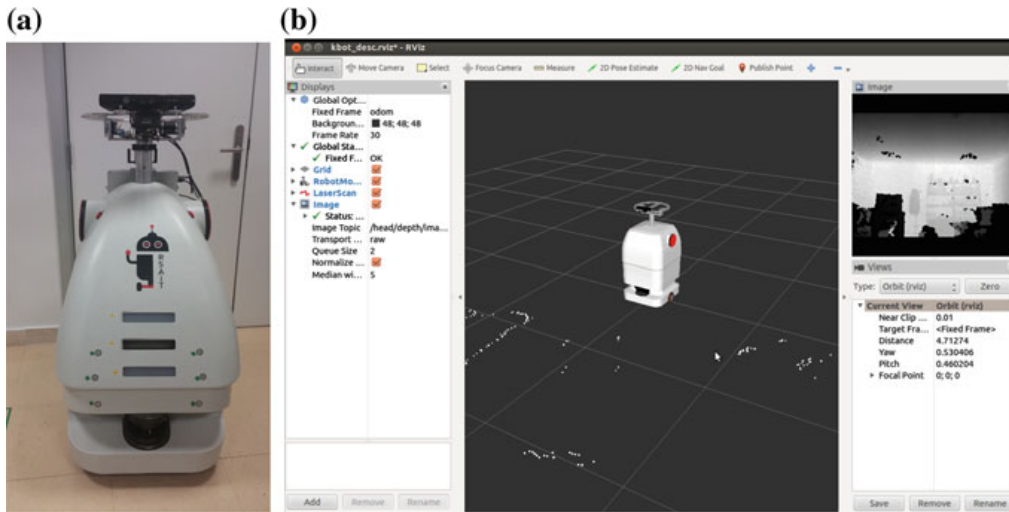 (a)
(b)
RSAIT
kbot_desc.rviz* - RViz
Interact Move Camera Select Focus Camera Measure 2D Pose Estimate 2D Nav Goal Publish Point
Displays
Global Opt...
Fixed Frame odom
Backgroun... 48; 48; 48
Frame Rate 30
Global Sta...
Fixed F... OK
Grid
RobotMo...
LaserScan
Image
Status: ...
Image Topic /head/depth/ima...
Transport ... raw
Queue Size 2
Normalize ...
Median wi... 5
Add Remove Rename
Image
Views
Type: Orbit (rviz) Zero
Current View Orbit (rviz)
Near Clip ... 0.01
Target Fra... <Fixed Frame>
Distance 4.71274
Yaw 0.530406
Pitch 0.460204
Focal Point 0; 0; 0
Save Remove Rename